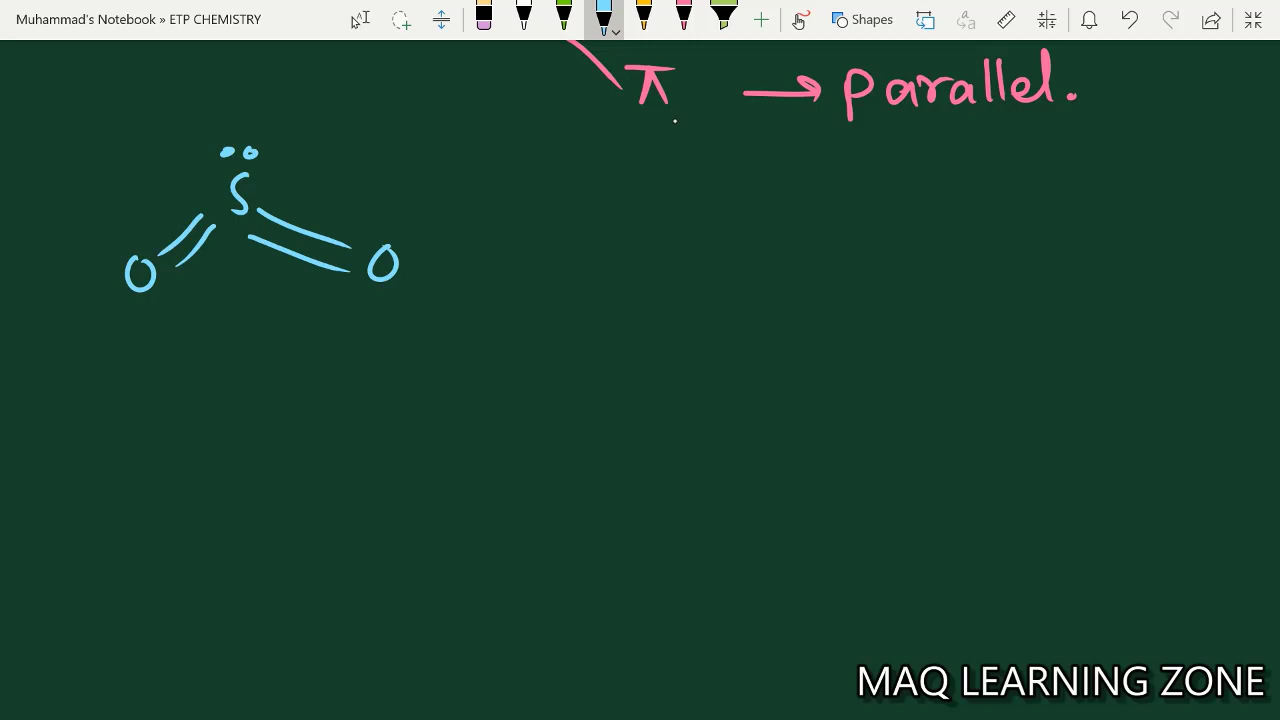 Muhammad's Notebook » ETP CHEMISTRY
Shapes
π → parallel.
S
O O
MAQ LEARNING ZONE